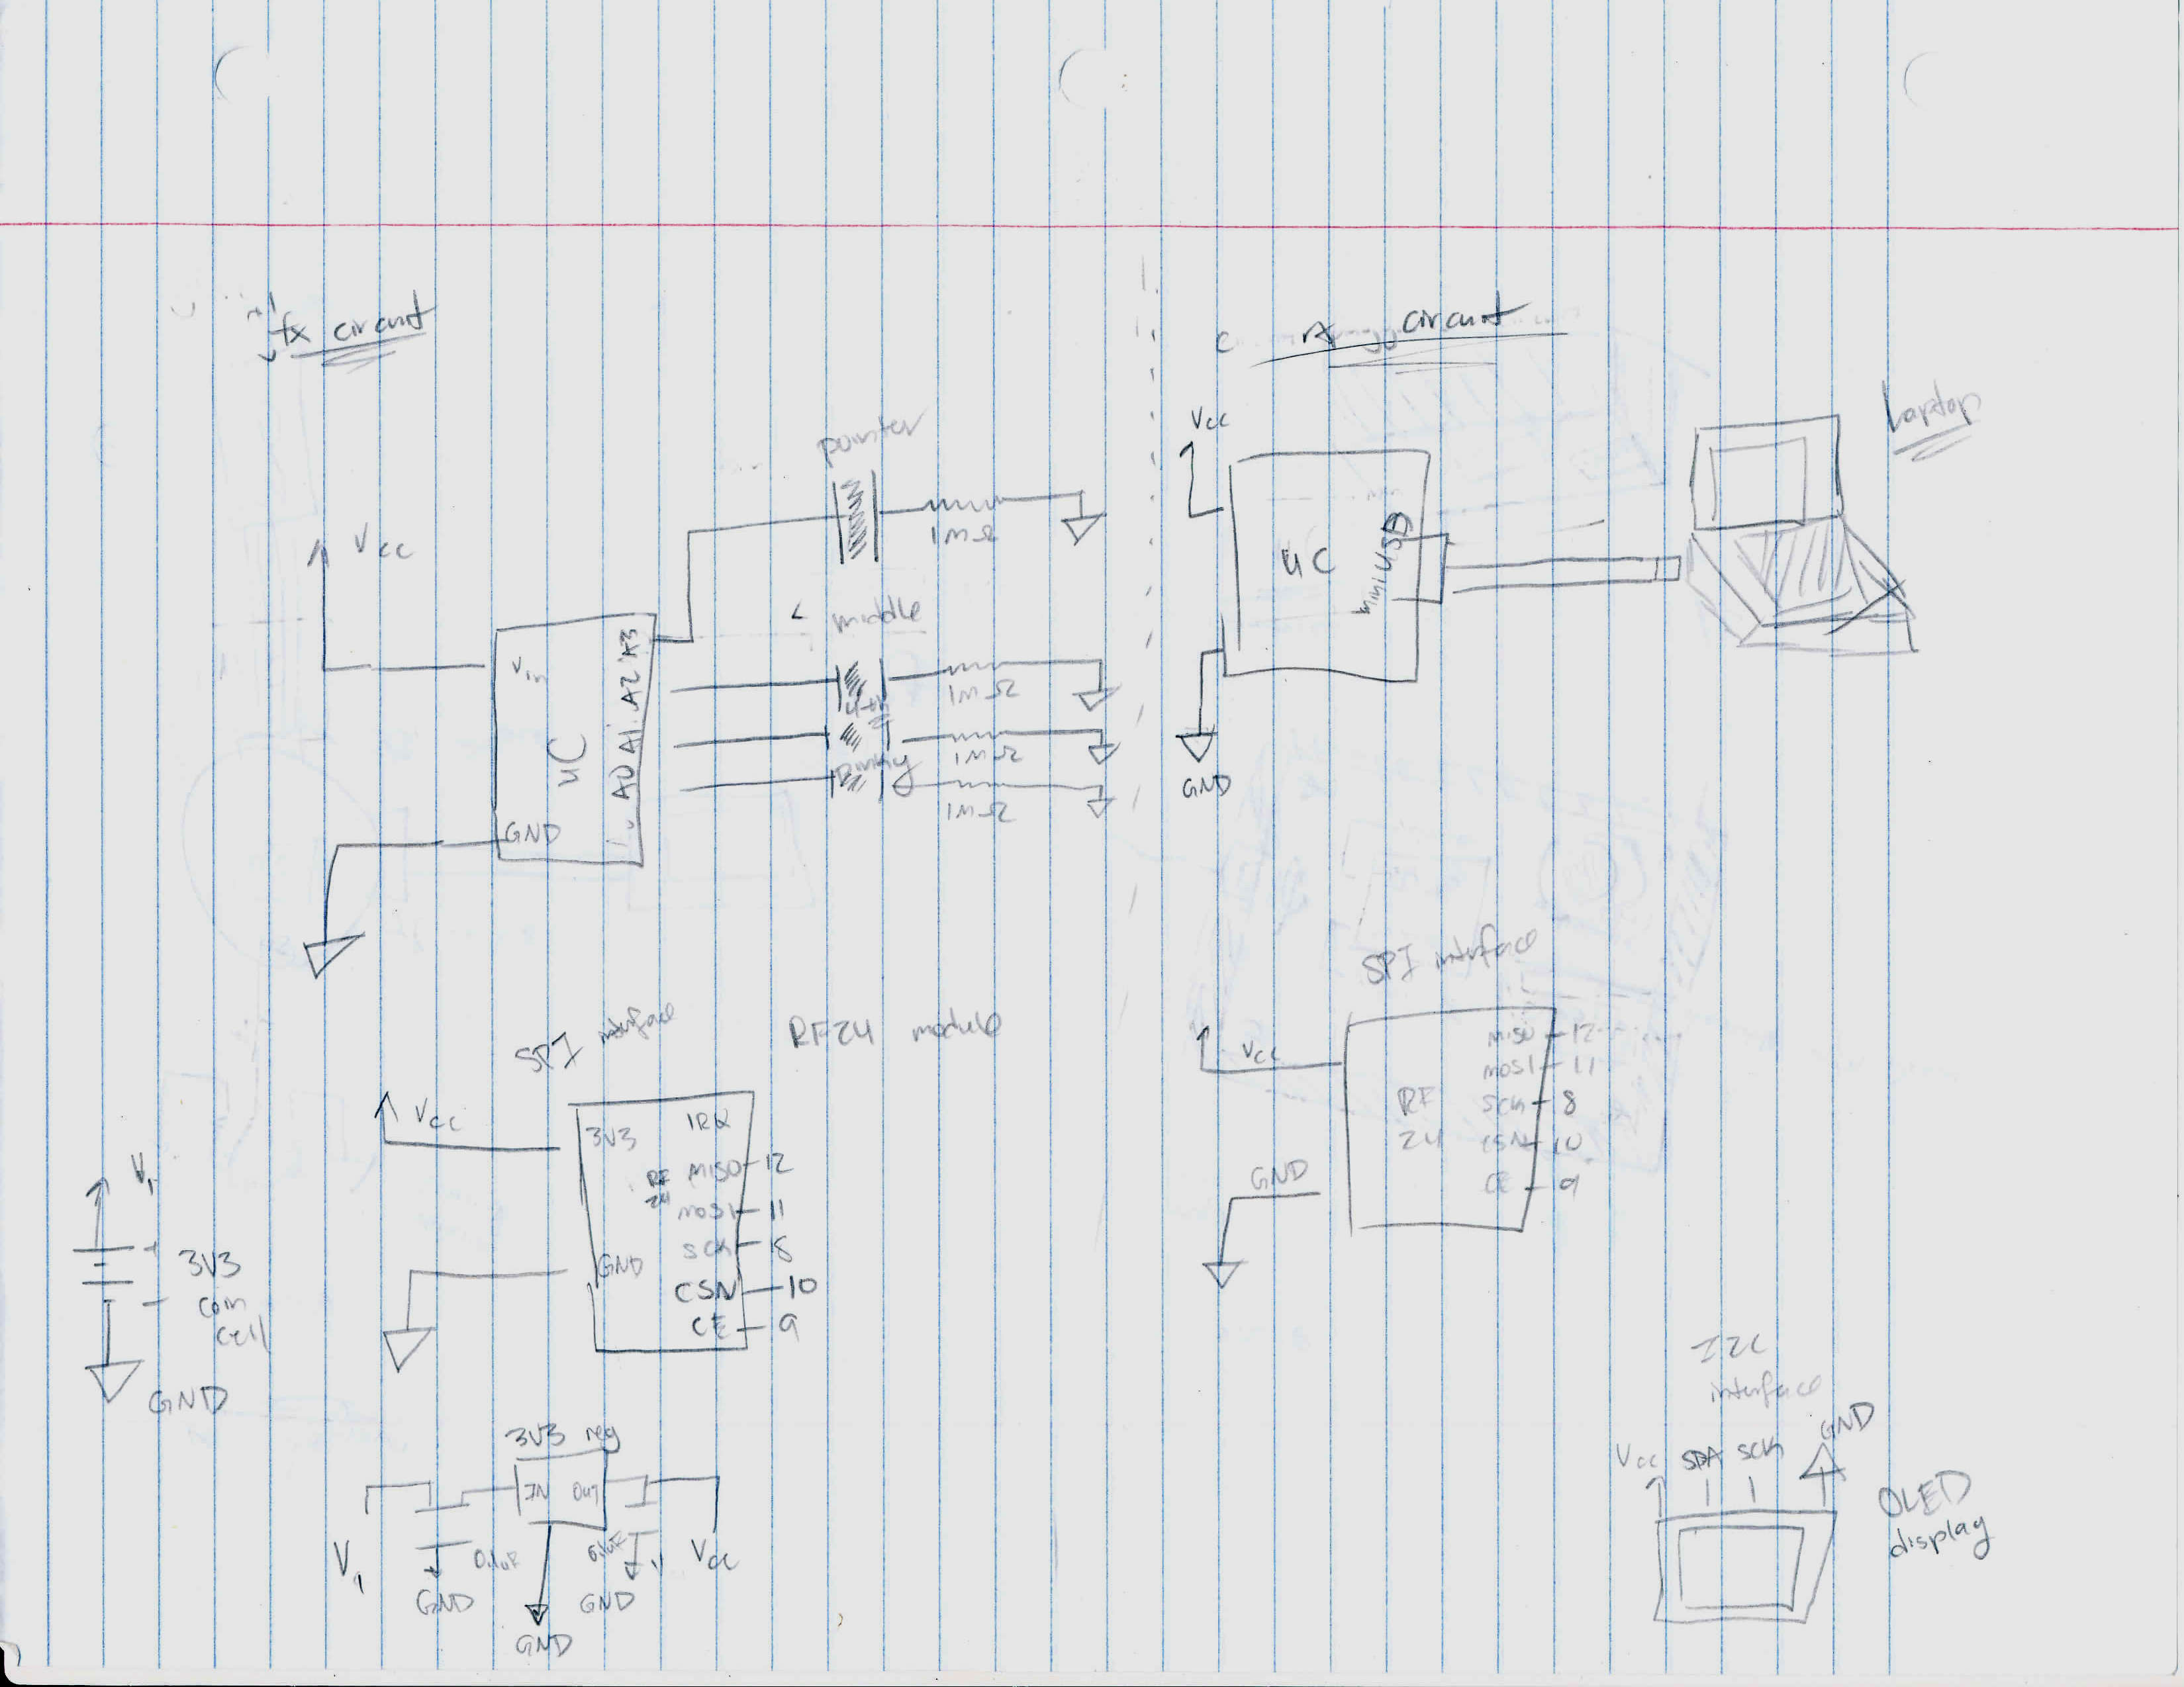 tx circuit
pointer
Vcc
1MΩ
middle
1MΩ
4th
1MΩ
pinky
1MΩ
Vin
uC
A0 A1 A2 A3
GND
SPI interface
RF24 module
Vcc
3V3
IRQ
RF
24
MISO 12
MOSI 11
SCK 8
CSN 10
CE 9
GND
V1
+
3V3
coin
cell
-
GND
3V3 reg
IN OUT
V1
0.1uF
GND
GND
0.1uF
GND
Vcc
rx circuit
Laptop
Vcc
uC
mini USB
GND
SPI interface
Vcc
RF
24
MISO 12
MOSI 11
SCK 8
CSN 10
CE 9
GND
I2C
interface
Vcc SDA SCK GND
OLED
display